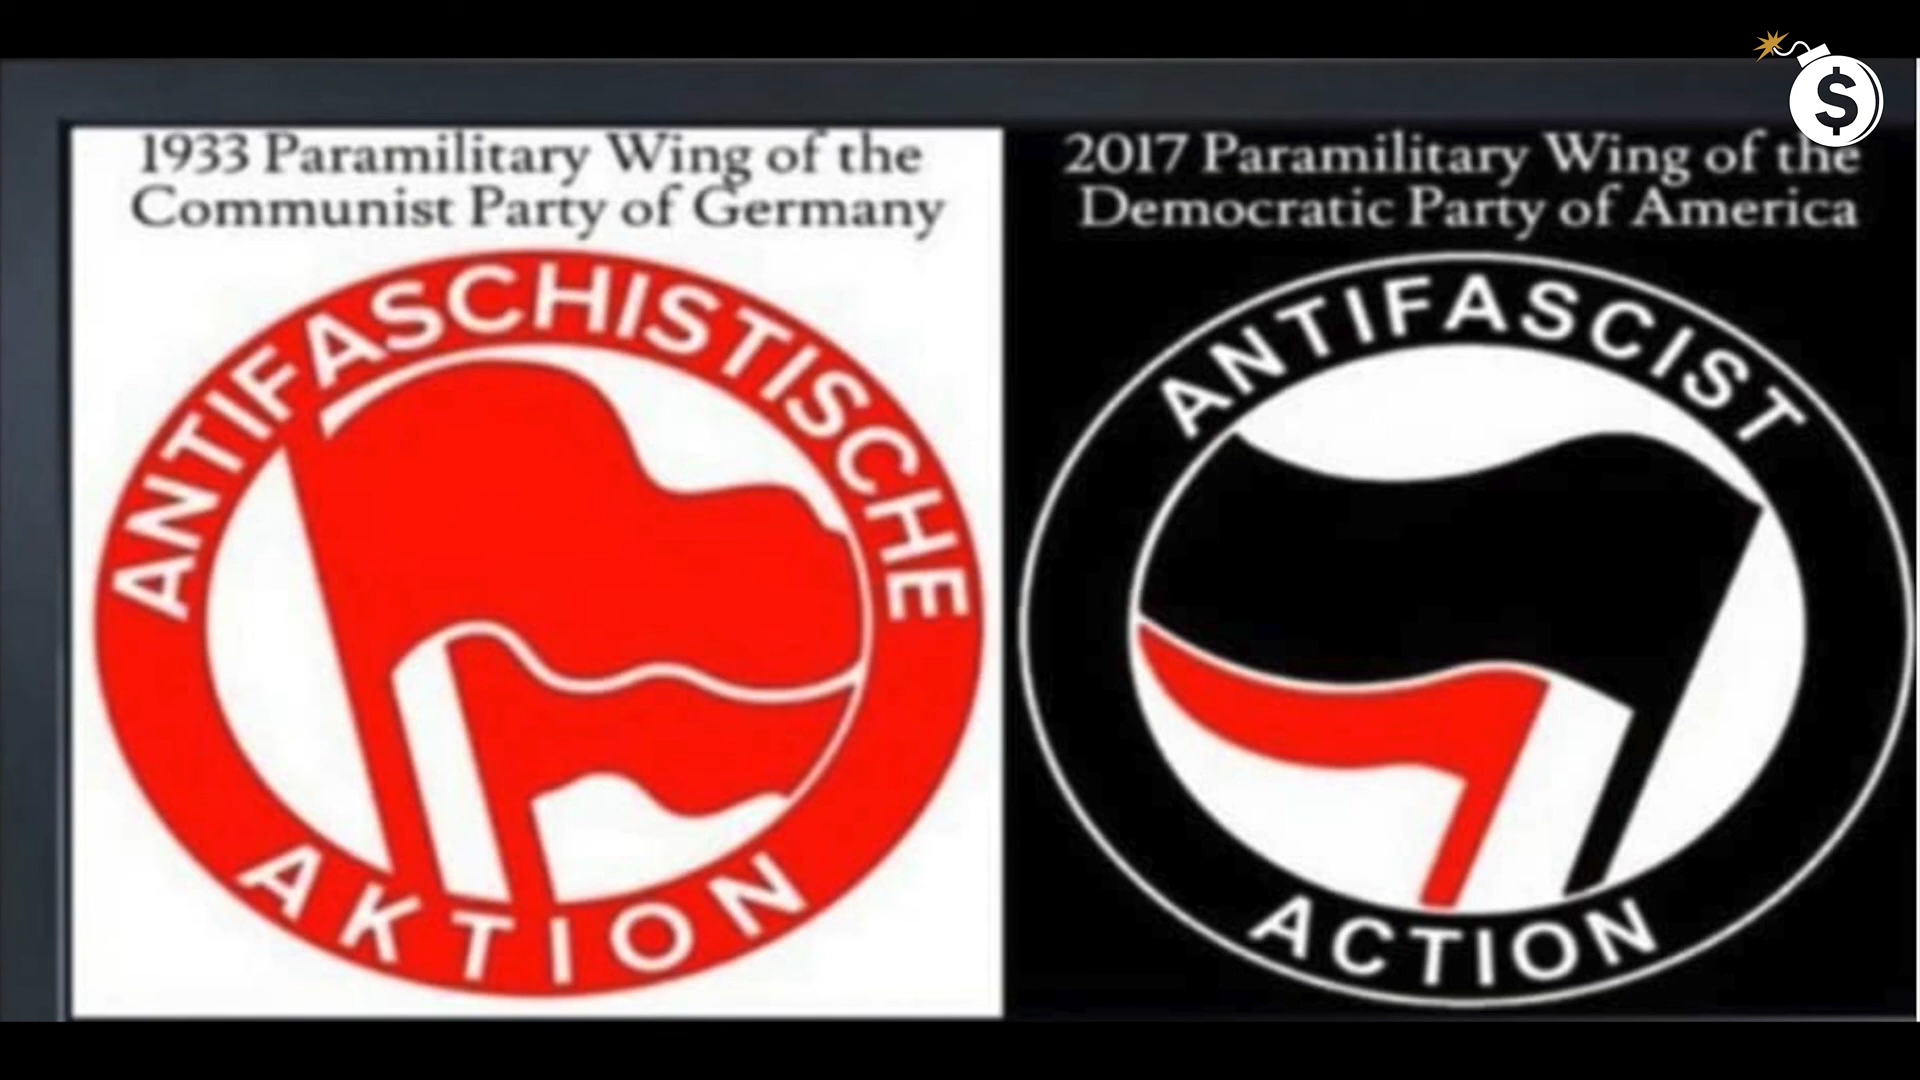 1933 Paramilitary Wing of the
Communist Party of Germany
ANTIFASCHISTISCHE
AKTION
2017 Paramilitary Wing of the
Democratic Party of America
ANTIFASCIST
ACTION
$